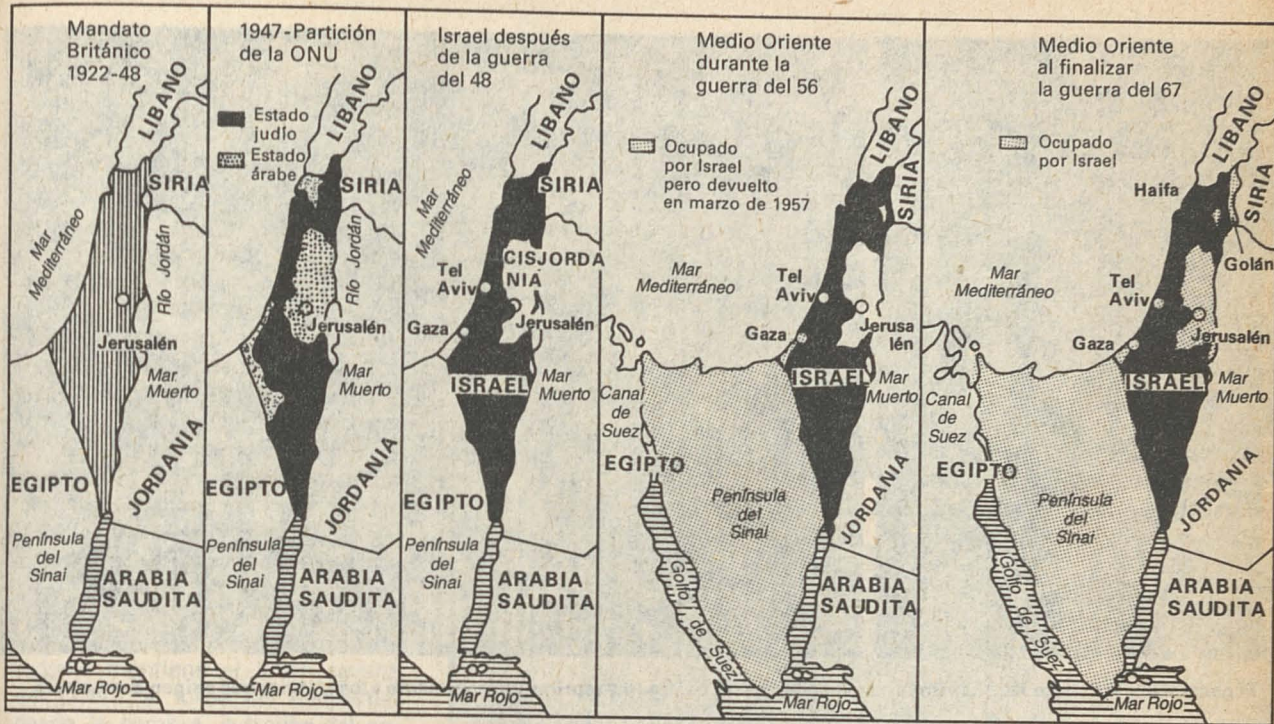 Mandato
Británico
1922-48
LIBANO
SIRIA
Mar
Mediterráneo
Río Jordán
Jerusalén
Mar
Muerto
EGIPTO
JORDANIA
Península
del
Sinai
ARABIA
SAUDITA
Mar Rojo
1947-Partición
de la ONU
Estado
judío
Estado
árabe
LIBANO
SIRIA
Río Jordán
Jerusalén
Mar
Muerto
EGIPTO
JORDANIA
Península
del
Sinai
ARABIA
SAUDITA
Mar Rojo
Israel después
de la guerra
del 48
LIBANO
Mar
Mediterráneo
SIRIA
CISJORDA
NIA
Tel
Aviv
Gaza
Jerusalén
ISRAEL
Mar
Muerto
EGIPTO
Península
del
Sinai
ARABIA
SAUDITA
Mar Rojo
Medio Oriente
durante la
guerra del 56
Ocupado
por Israel
pero devuelto
en marzo de 1957
LIBANO
SIRIA
Mar
Mediterráneo
Tel
Aviv
Gaza
Jerusa
lén
ISRAEL
Mar
Muerto
Canal
de
Suez
EGIPTO
Península
del
Sinai
JORDANIA
Golfo de Suez
ARABIA
SAUDITA
Mar Rojo
Medio Oriente
al finalizar
la guerra del 67
Ocupado
por Israel
LIBANO
SIRIA
Haifa
Golán
Mar
Mediterráneo
Tel
Aviv
Gaza
Jerusalén
ISRAEL
Mar
Muerto
Canal
de
Suez
EGIPTO
Península
del
Sinai
JORDANIA
Golfo de Suez
ARABIA
SAUDITA
Mar Rojo